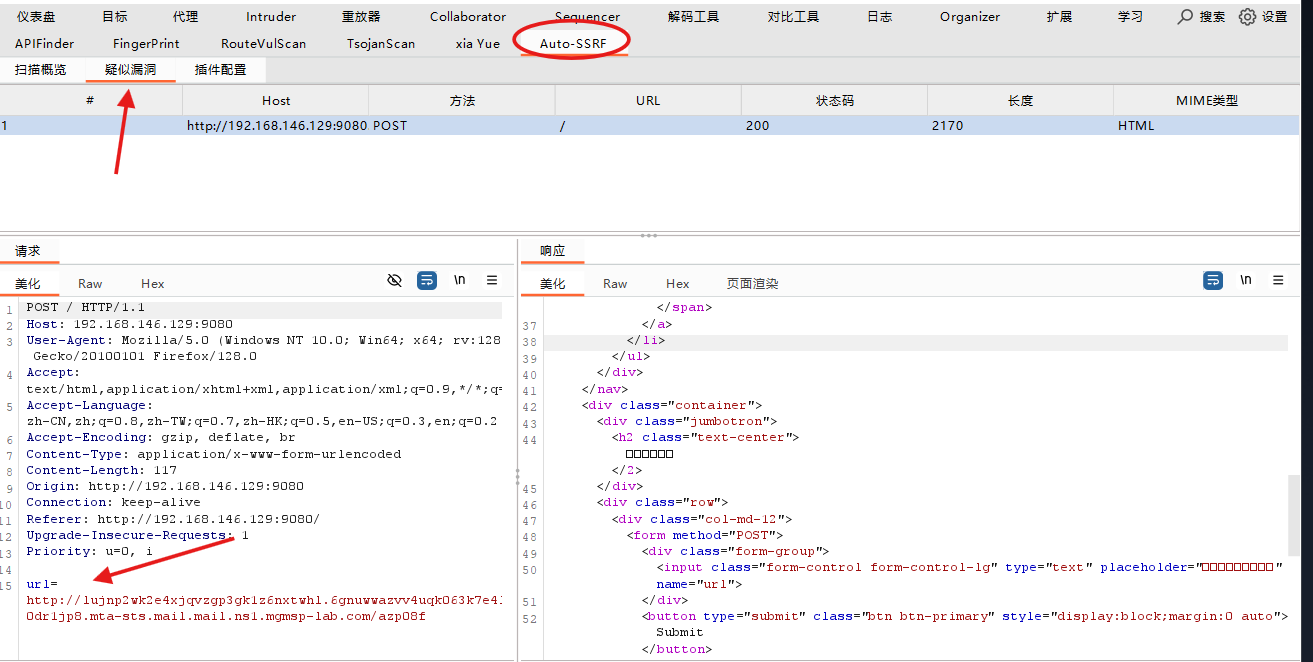 仪表盘 目标 代理 Intruder 重放器 Collaborator Sequencer 解码工具 对比工具 日志 Organizer 扩展 学习 搜索 设置
APIFinder FingerPrint RouteVulScan TsojanScan xia Yue Auto-SSRF
扫描概览 疑似漏洞 插件配置
# Host 方法 URL 状态码 长度 MIME类型
1 http://192.168.146.129:9080 POST / 200 2170 HTML
请求
美化 Raw Hex \n
1 POST / HTTP/1.1
2 Host: 192.168.146.129:9080
3 User-Agent: Mozilla/5.0 (Windows NT 10.0; Win64; x64; rv:128
Gecko/20100101 Firefox/128.0
4 Accept:
text/html,application/xhtml+xml,application/xml;q=0.9,*/*;q=
5 Accept-Language:
zh-CN,zh;q=0.8,zh-TW;q=0.7,zh-HK;q=0.5,en-US;q=0.3,en;q=0.2
6 Accept-Encoding: gzip, deflate, br
7 Content-Type: application/x-www-form-urlencoded
8 Content-Length: 117
9 Origin: http://192.168.146.129:9080
10 Connection: keep-alive
11 Referer: http://192.168.146.129:9080/
12 Upgrade-Insecure-Requests: 1
13 Priority: u=0, i
14
15 url=
0dr1jp8.mta-sts.mail.mail.ns1.mgmsp-lab.com/azp08f
响应
美化 Raw Hex 页面渲染 \n
</span>
37 </a>
38 </li>
39 </ul>
40 </div>
41 </nav>
42 <div class="container">
43 <div class="jumbotron">
44 <h2 class="text-center">
□□□□□□
</2>
45 </div>
46 <div class="row">
47 <div class="col-md-12">
48 <form method="POST">
49 <div class="form-group">
50 <input class="form-control form-control-lg" type="text" placeholder="□□□□□□□□□□"
name="url">
51 </div>
52 <button type="submit" class="btn btn-primary" style="display:block;margin:0 auto">
Submit
</button>